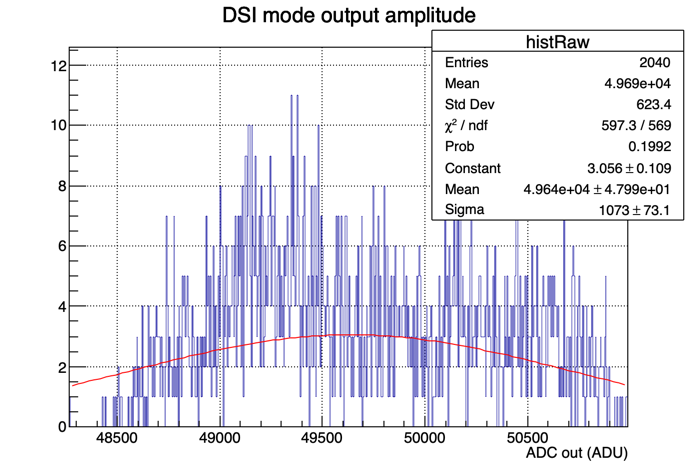 DSI mode output amplitude
histRaw
Entries 2040
Mean 4.969e+04
Std Dev 623.4
χ² / ndf 597.3 / 569
Prob 0.1992
Constant 3.056 ± 0.109
Mean 4.964e+04 ± 4.799e+01
Sigma 1073 ± 73.1
12
10
8
6
4
2
0
48500 49000 49500 50000 50500
ADC out (ADU)